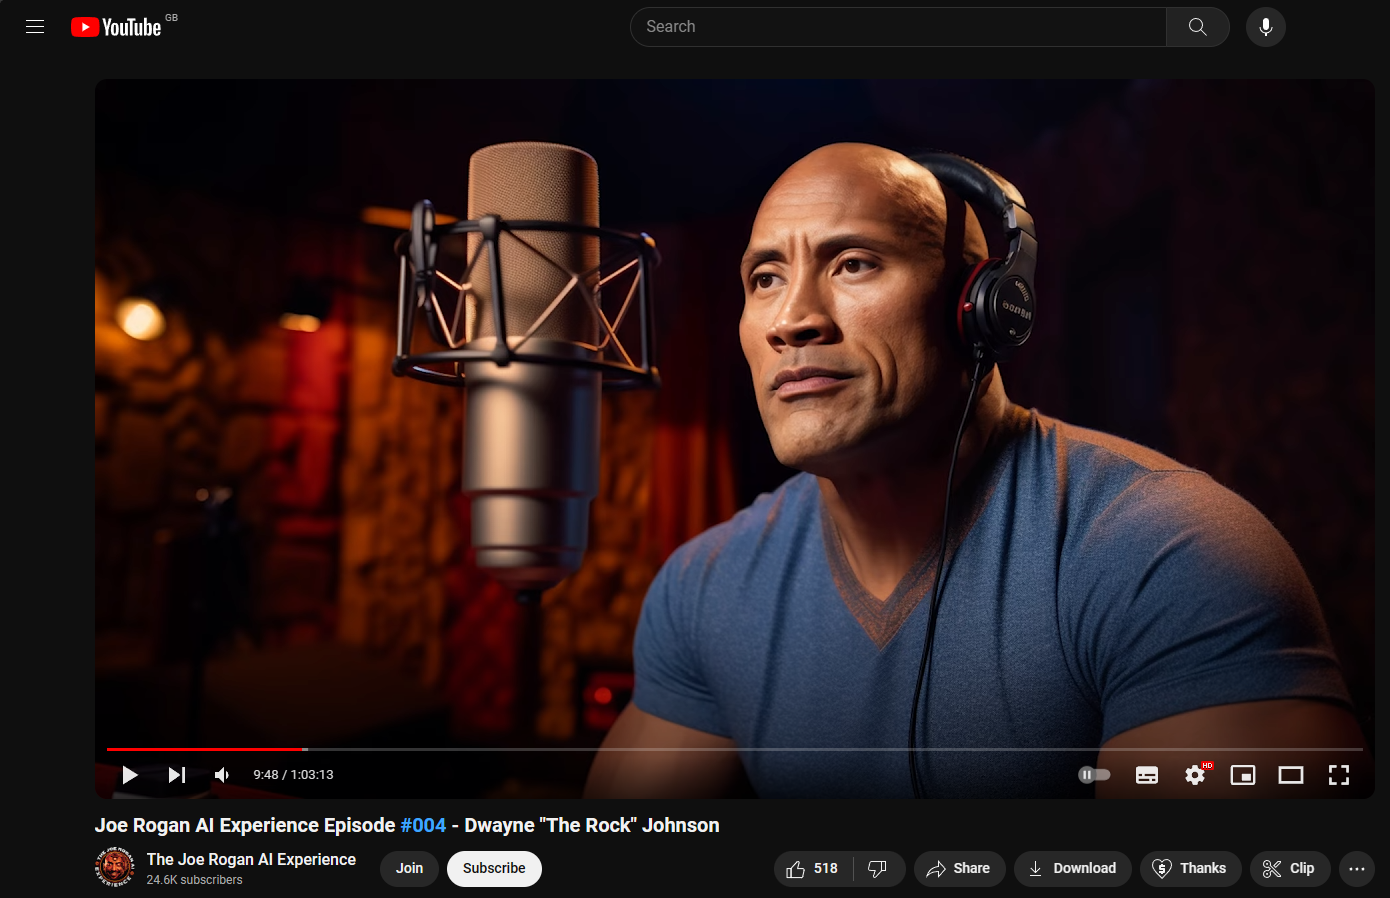 YouTube GB
Search
9:48 / 1:03:13
HD
Joe Rogan AI Experience Episode #004 - Dwayne "The Rock" Johnson
The Joe Rogan AI Experience
24.6K subscribers
Join
Subscribe
518
Share
Download
Thanks
Clip